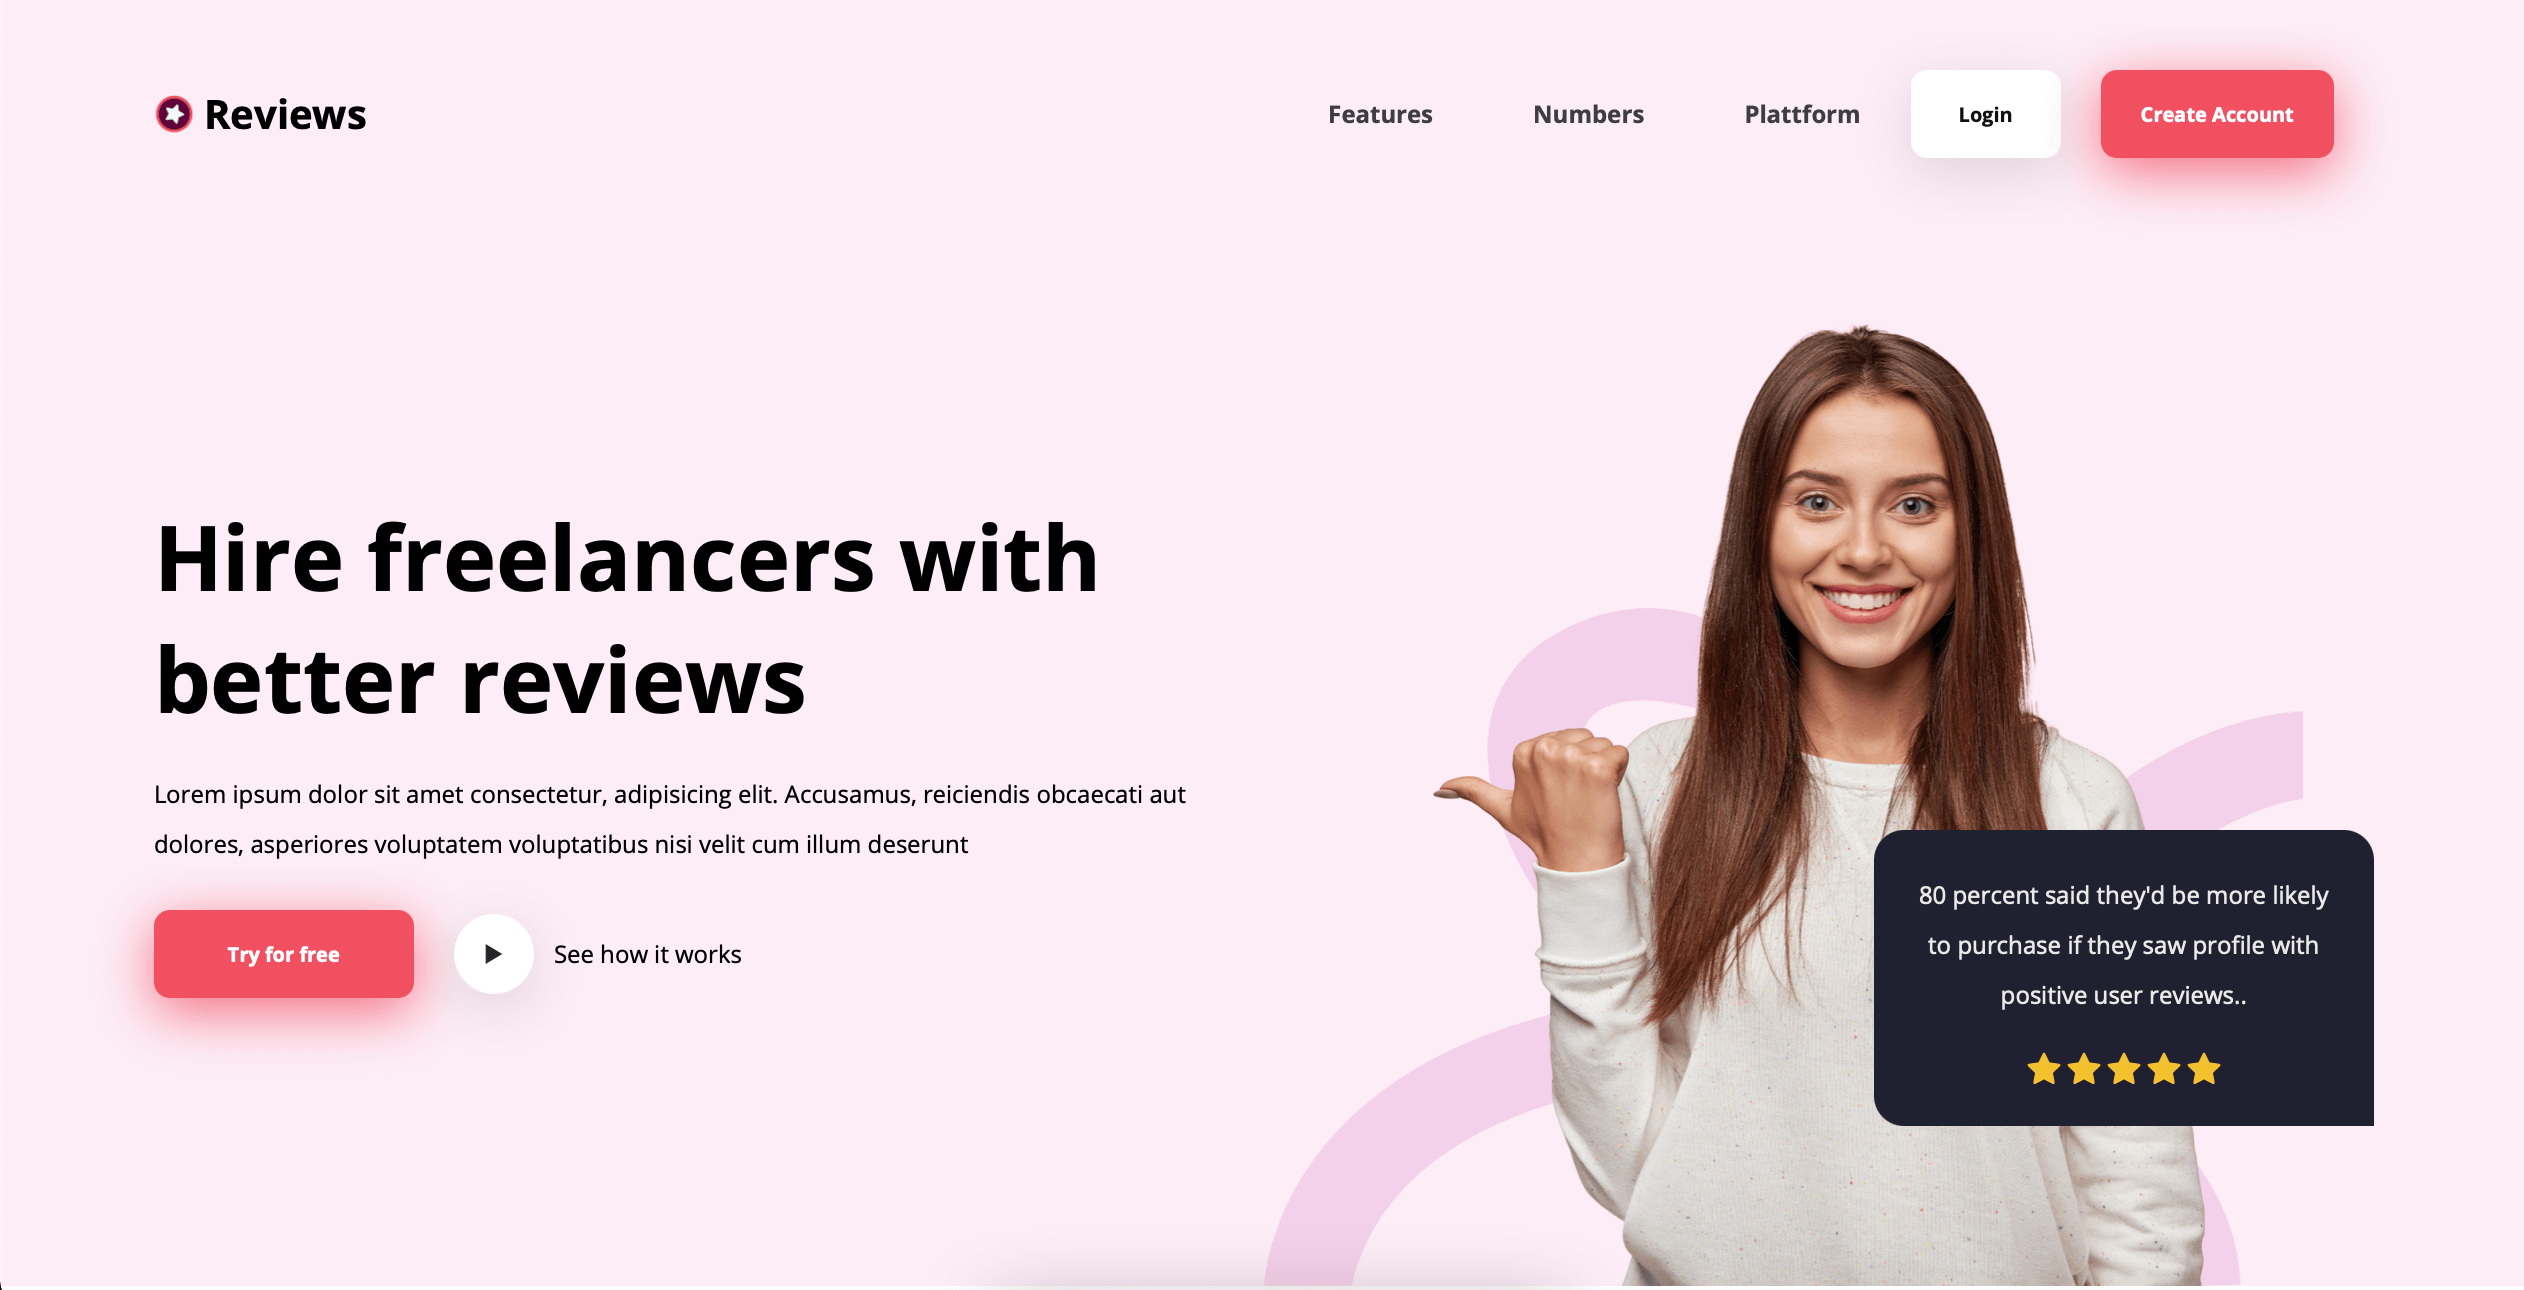 Reviews
Features
Numbers
Plattform
Login
Create Account
Hire freelancers with
better reviews
Lorem ipsum dolor sit amet consectetur, adipisicing elit. Accusamus, reiciendis obcaecati aut
dolores, asperiores voluptatem voluptatibus nisi velit cum illum deserunt
Try for free
See how it works
80 percent said they'd be more likely
to purchase if they saw profile with
positive user reviews..